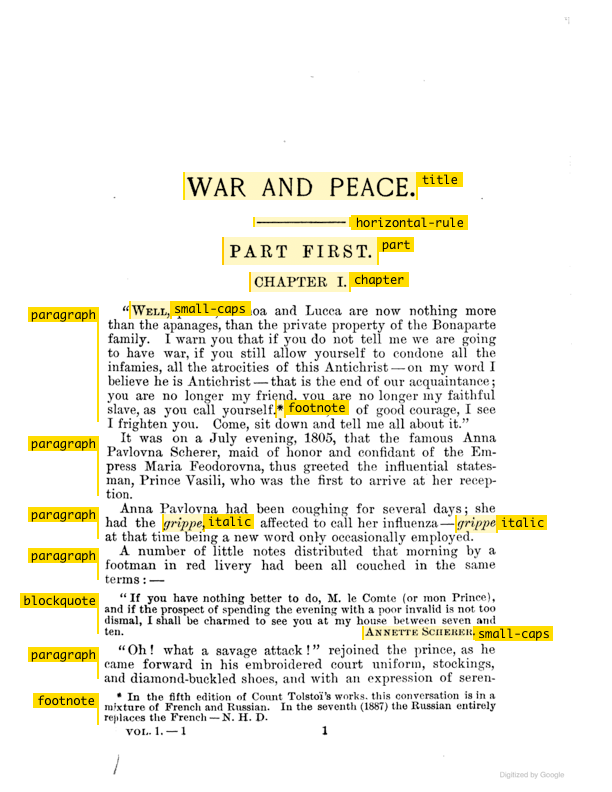 WAR AND PEACE. title
horizontal-rule
PART FIRST. part
CHAPTER I. chapter
paragraph “WELL, small-caps and Lucca are now nothing more
than the apanages, than the private property of the Bonaparte
family. I warn you that if you do not tell me we are going
to have war, if you still allow yourself to condone all the
infamies, all the atrocities of this Antichrist — on my word I
believe he is Antichrist — that is the end of our acquaintance;
you are no longer my friend, you are no longer my faithful
slave, as you call yourself.* footnote of good courage, I see
I frighten you. Come, sit down and tell me all about it.”
paragraph It was on a July evening, 1805, that the famous Anna
Pavlovna Scherer, maid of honor and confidant of the Em-
press Maria Feodorovna, thus greeted the influential states-
man, Prince Vasili, who was the first to arrive at her recep-
tion.
paragraph Anna Pavlovna had been coughing for several days; she
had the grippe, italic affected to call her influenza — grippe italic
at that time being a new word only occasionally employed.
paragraph A number of little notes distributed that morning by a
footman in red livery had been all couched in the same
terms: —
blockquote “If you have nothing better to do, M. le Comte (or mon Prince),
and if the prospect of spending the evening with a poor invalid is not too
dismal, I shall be charmed to see you at my house between seven and
ten.
ANNETTE SCHERER. small-caps
paragraph “Oh! what a savage attack!” rejoined the prince, as he
came forward in his embroidered court uniform, stockings,
and diamond-buckled shoes, and with an expression of seren-
footnote * In the fifth edition of Count Tolstoï's works, this conversation is in a
mixture of French and Russian. In the seventh (1887) the Russian entirely
replaces the French — N. H. D.
VOL. 1. — 1 1
Digitized by Google